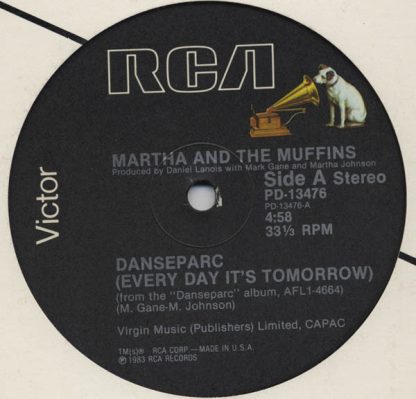 RCA
Victor
MARTHA AND THE MUFFINS
Produced by Daniel Lanois with Mark Gane and Martha Johnson
Side A Stereo
PD-13476
PD-13476-A
4:58
33⅓ RPM
DANSEPARC
(EVERY DAY IT'S TOMORROW)
(from the "Danseparc" album, AFL1-4664)
(M. Gane-M. Johnson)
Virgin Music (Publishers) Limited, CAPAC
TM(s)® RCA CORP — MADE IN U.S.A.
℗ 1983 RCA RECORDS